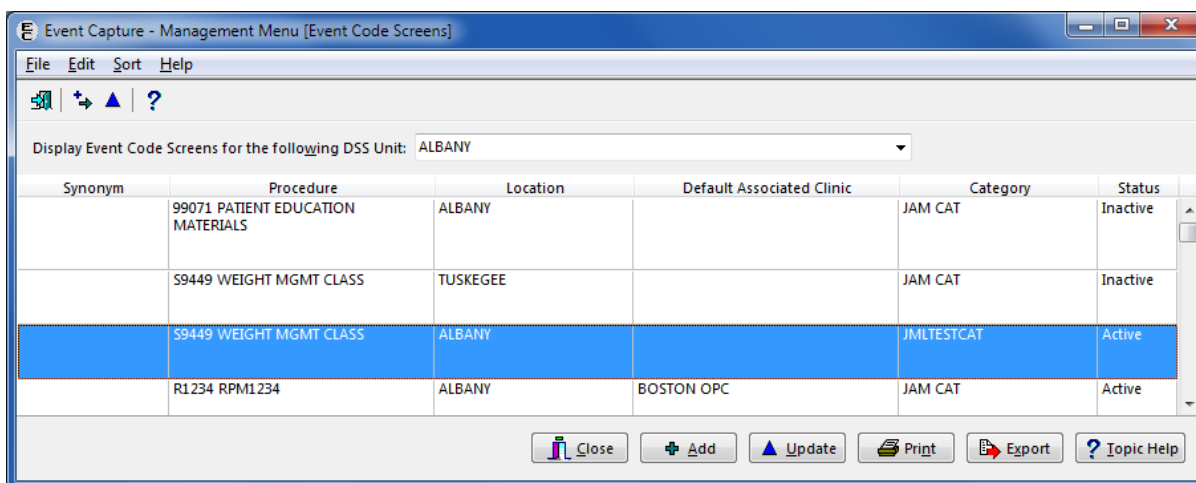 Event Capture - Management Menu [Event Code Screens]
File Edit Sort Help
Display Event Code Screens for the following DSS Unit: ALBANY
Synonym Procedure Location Default Associated Clinic Category Status
99071 PATIENT EDUCATION ALBANY JAM CAT Inactive
MATERIALS
S9449 WEIGHT MGMT CLASS TUSKEGEE JAM CAT Inactive
S9449 WEIGHT MGMT CLASS ALBANY JMLTESTCAT Active
R1234 RPM1234 ALBANY BOSTON OPC JAM CAT Active
Close Add Update Print Export ? Topic Help